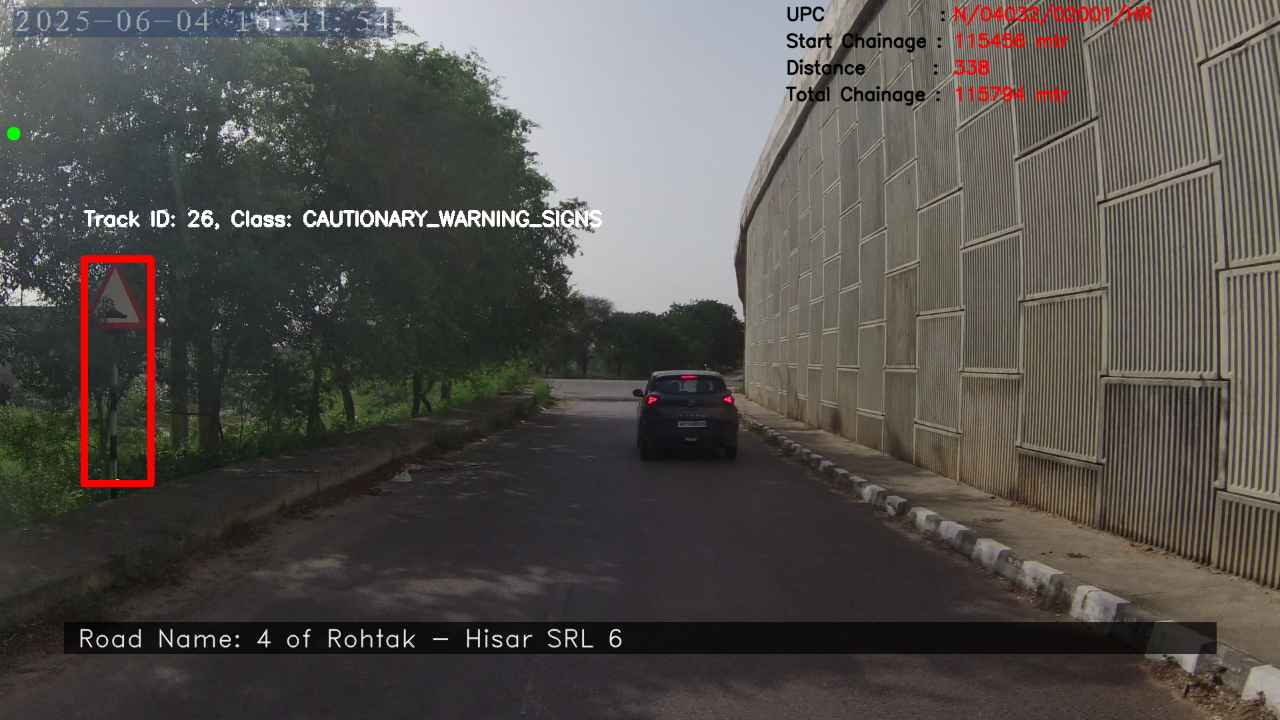 2025-06-04 16:41:54
UPC : N/04032/02001/HR
Start Chainage : 115456 mtr
Distance : 338
Total Chainage : 115794 mtr
Track ID: 26, Class: CAUTIONARY_WARNING_SIGNS
Road Name: 4 of Rohtak - Hisar SRL 6